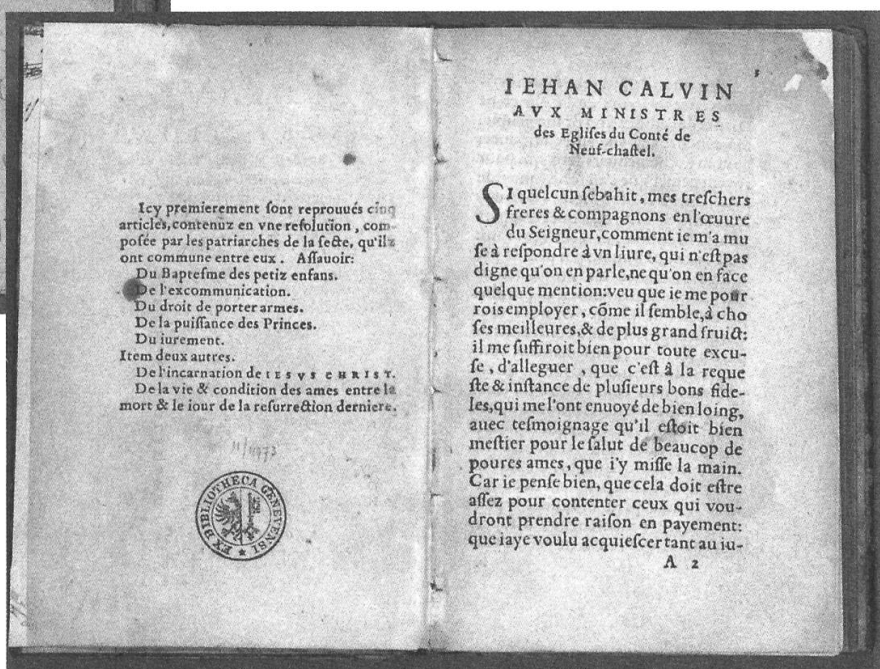 Icy premierement ſont reprouués cinq
articles, contenuz en vne reſolution, com-
poſée par les patriarches de la ſecte, qu'ilz
ont commune entre eux. Aſſauoir:
Du Bapteſme des petiz enfans.
De l'excommunication.
Du droit de porter armes.
De la puiſſance des Princes.
Du iurement.
Item deux autres.
De l'incarnation de IESVS CHRIST.
De la vie & condition des ames entre la
mort & le iour de la reſurrection derniere.
EX BIBLIOTHECA GENEVENSI
IEHAN CALVIN
AVX MINISTRES
des Egliſes du Conté de
Neuf-chaſtel.
SI quelcun ſebahit, mes treſchers
freres & compagnons en l'œuure
du Seigneur, comment ie m'a mu
ſe à reſpondre à vn liure, qui n'eſt pas
digne qu'on en parle, ne qu'on en face
quelque mention: veu que ie me pour
rois employer, cõme il ſemble, à cho
ſes meilleures, & de plus grand fruict:
il me ſuffiroit bien pour toute excu-
ſe, d'alleguer, que c'eſt à la reque
ſte & inſtance de pluſieurs bons fide-
les, qui me l'ont enuoyé de bien loing,
auec teſmoignage qu'il eſtoit bien
meſtier pour le ſalut de beaucop de
poures ames, que i'y miſſe la main.
Car ie penſe bien, que cela doit eſtre
aſſez pour contenter ceux qui vou-
dront prendre raiſon en payement:
que iaye voulu acquieſcer tant au iu-
A 2